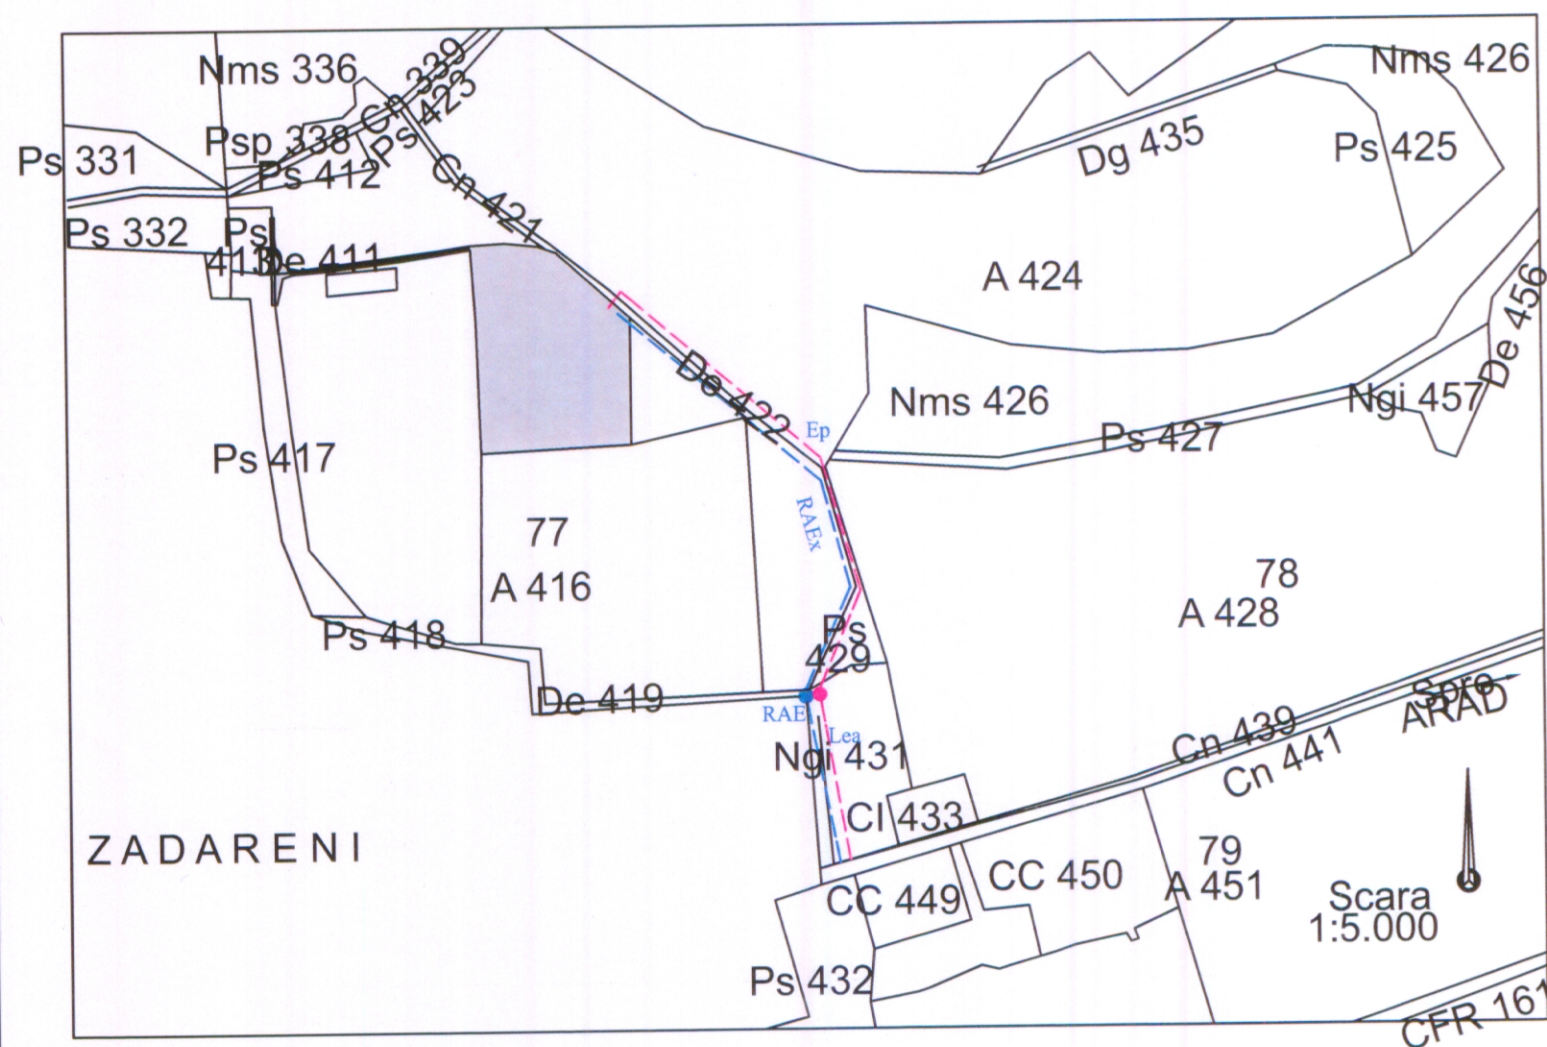 Nms 336
Cn 339
Ps 423
Nms 426
Psp 338
Ps 331
Ps 412
Dg 435
Ps 425
Cn 421
Ps 332
Psl
413
De 411
A 424
De 456
De 422
Nms 426
Ngi 457
Ep
Ps 427
Ps 417
RAEx
77
A 416
78
A 428
Ps 418
Ps
429
De 419
RAE
Lea
Ngi 431
Spre
ARAD
Cn 439
Cn 441
Cl 433
ZADARENI
79
A 451
CC 450
CC 449
Scara
1:5.000
Ps 432
CFR 161